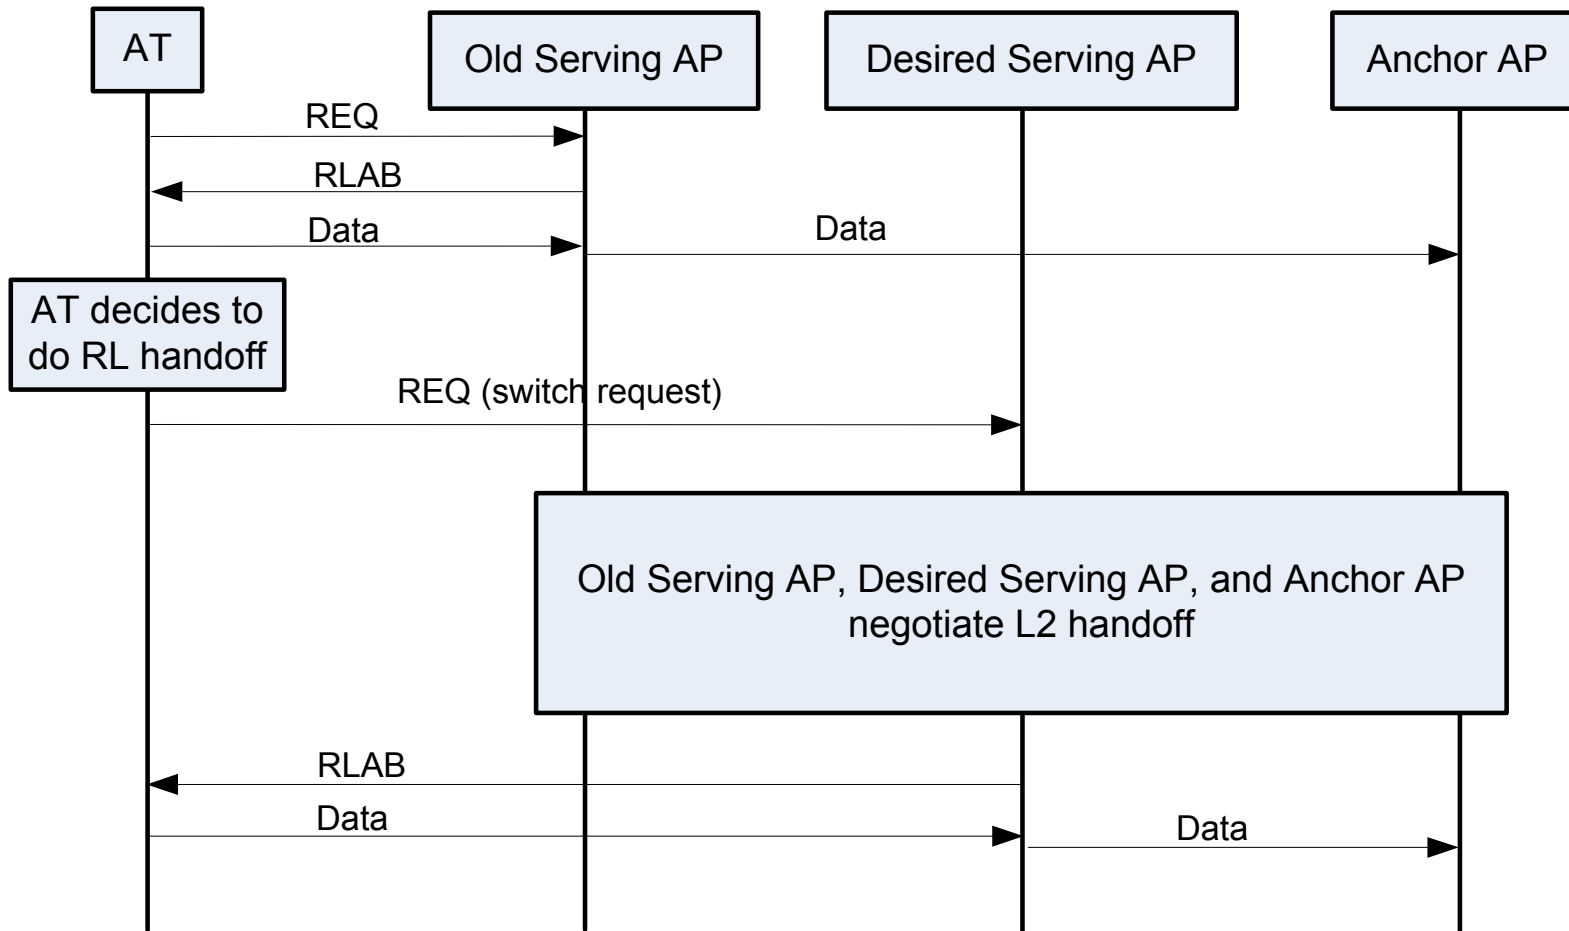 AT
Old Serving AP
Desired Serving AP
Anchor AP
REQ
RLAB
Data
Data
AT decides to
do RL handoff
REQ (switch request)
Old Serving AP, Desired Serving AP, and Anchor AP
negotiate L2 handoff
RLAB
Data
Data